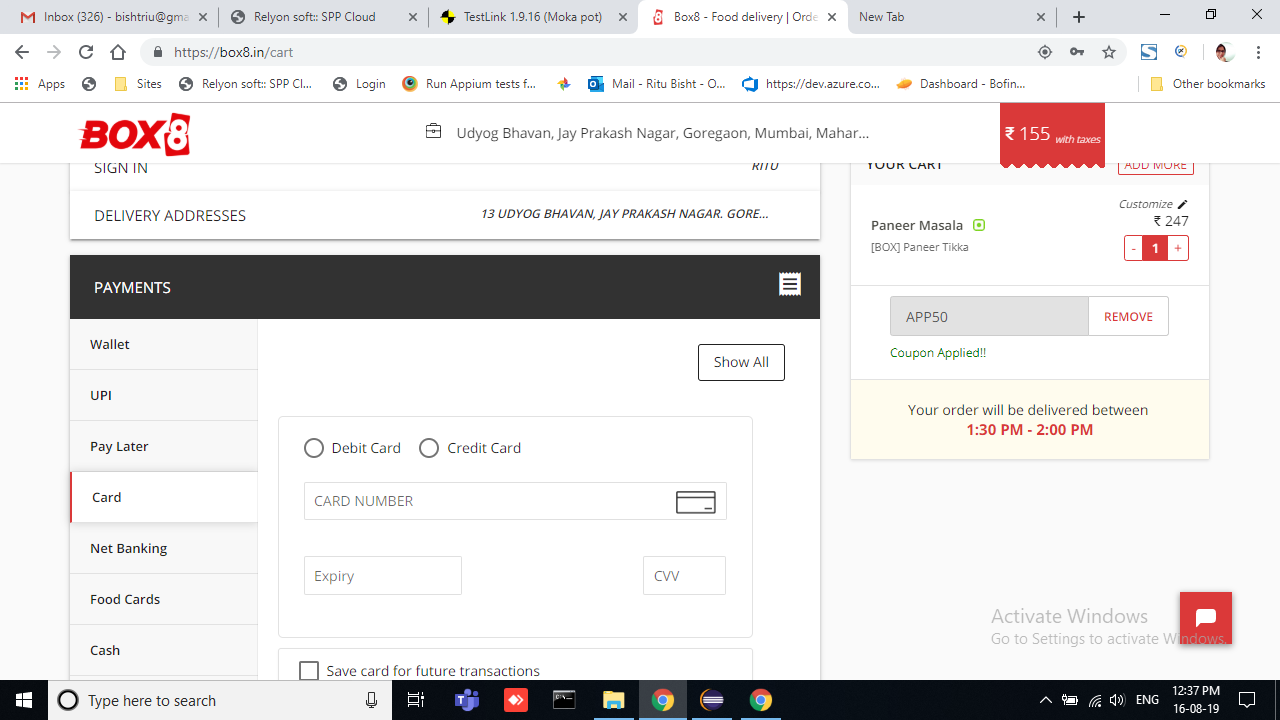 Inbox (326) - bishtriu@gma
Relyon soft:: SPP Cloud
TestLink 1.9.16 (Moka pot)
Box8 - Food delivery | Orde
New Tab
https://box8.in/cart
Apps
Sites
Relyon soft:: SPP Cl...
Login
Run Appium tests f...
Mail - Ritu Bisht - O...
https://dev.azure.co...
Dashboard - Bofin...
Other bookmarks
BOX8
Udyog Bhavan, Jay Prakash Nagar, Goregaon, Mumbai, Mahar...
₹ 155 with taxes
SIGN IN
RITU
DELIVERY ADDRESSES
13 UDYOG BHAVAN, JAY PRAKASH NAGAR. GORE...
PAYMENTS
Wallet
UPI
Pay Later
Card
Net Banking
Food Cards
Cash
Show All
Debit Card
Credit Card
CARD NUMBER
Expiry
CVV
Save card for future transactions
YOUR CART
ADD MORE
Customize
Paneer Masala
₹ 247
[BOX] Paneer Tikka
- 1 +
APP50
REMOVE
Coupon Applied!!
Your order will be delivered between
1:30 PM - 2:00 PM
Activate Windows
Go to Settings to activate Windows.
Type here to search
ENG
12:37 PM
16-08-19